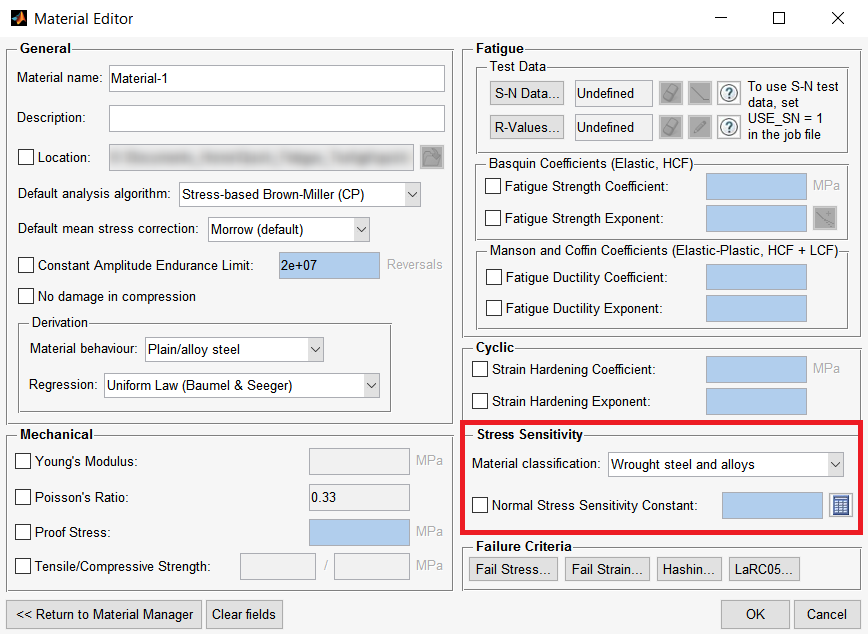 Material Editor
General
Material name: Material-1
Description:
Location:
Default analysis algorithm: Stress-based Brown-Miller (CP)
Default mean stress correction: Morrow (default)
Constant Amplitude Endurance Limit: 2e+07 Reversals
No damage in compression
Derivation
Material behaviour: Plain/alloy steel
Regression: Uniform Law (Baumel & Seeger)
Mechanical
Young's Modulus: MPa
Poisson's Ratio: 0.33
Proof Stress: MPa
Tensile/Compressive Strength: / MPa
Fatigue
Test Data
S-N Data... Undefined
R-Values... Undefined
To use S-N test
data, set
USE_SN = 1
in the job file
Basquin Coefficients (Elastic, HCF)
Fatigue Strength Coefficient: MPa
Fatigue Strength Exponent:
Manson and Coffin Coefficients (Elastic-Plastic, HCF + LCF)
Fatigue Ductility Coefficient:
Fatigue Ductility Exponent:
Cyclic
Strain Hardening Coefficient: MPa
Strain Hardening Exponent:
Stress Sensitivity
Material classification: Wrought steel and alloys
Normal Stress Sensitivity Constant:
Failure Criteria
Fail Stress... Fail Strain... Hashin... LaRC05...
<< Return to Material Manager Clear fields OK Cancel